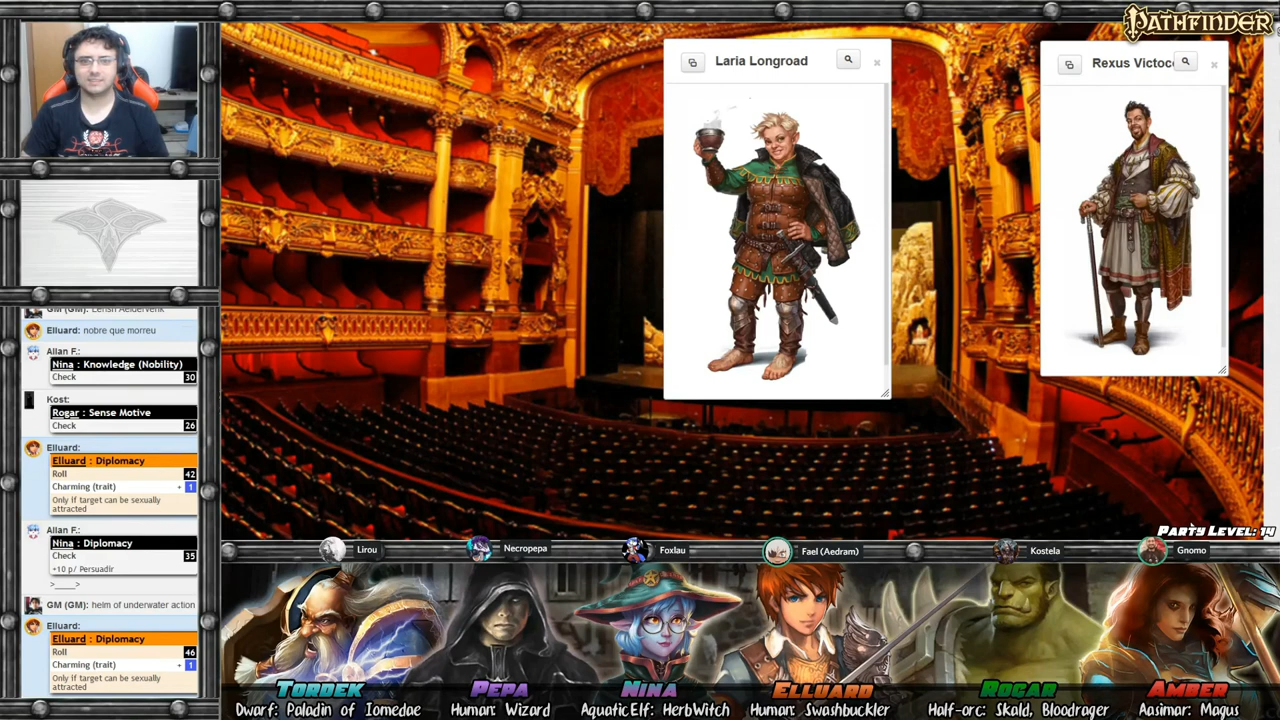 PATHFINDER
Laria Longroad
Rexus Victoc
GM (GM): Lerish Aeldervenk
Elluard: nobre que morreu
Allan F.:
Nina : Knowledge (Nobility)
Check 30
Kost:
Rogar : Sense Motive
Check 26
Elluard:
Elluard : Diplomacy
Roll 42
Charming (trait) + 1
Only if target can be sexually
attracted
Allan F.:
Nina : Diplomacy
Check 35
+10 p/ Persuadir
>____>
GM (GM): helm of underwater action
Elluard:
Elluard : Diplomacy
Roll 46
Charming (trait) + 1
Only if target can be sexually
attracted
Party Level: 14
Lirou
Necropepa
Foxlau
Fael (Aedram)
Kostela
Gnomo
Tordek
Dwarf: Paladin of Iomedae
Pepa
Human: Wizard
Nina
AquaticElf: HerbWitch
Elluard
Human: Swashbuckler
Rogar
Half-orc: Skald, Bloodrager
Amber
Aasimar: Magus